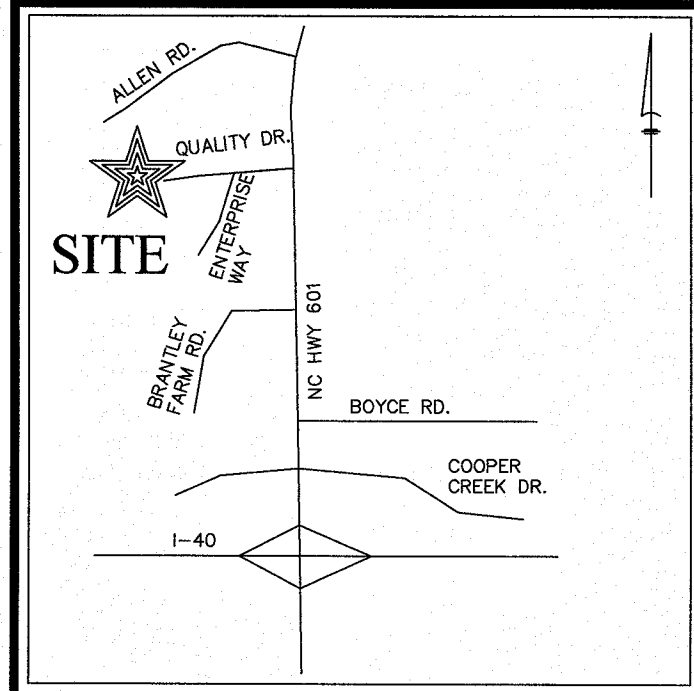 ALLEN RD.
QUALITY DR.
SITE
ENTERPRISE
WAY
BRANTLEY
FARM RD.
NC HWY 601
BOYCE RD.
COOPER
CREEK DR.
I-40